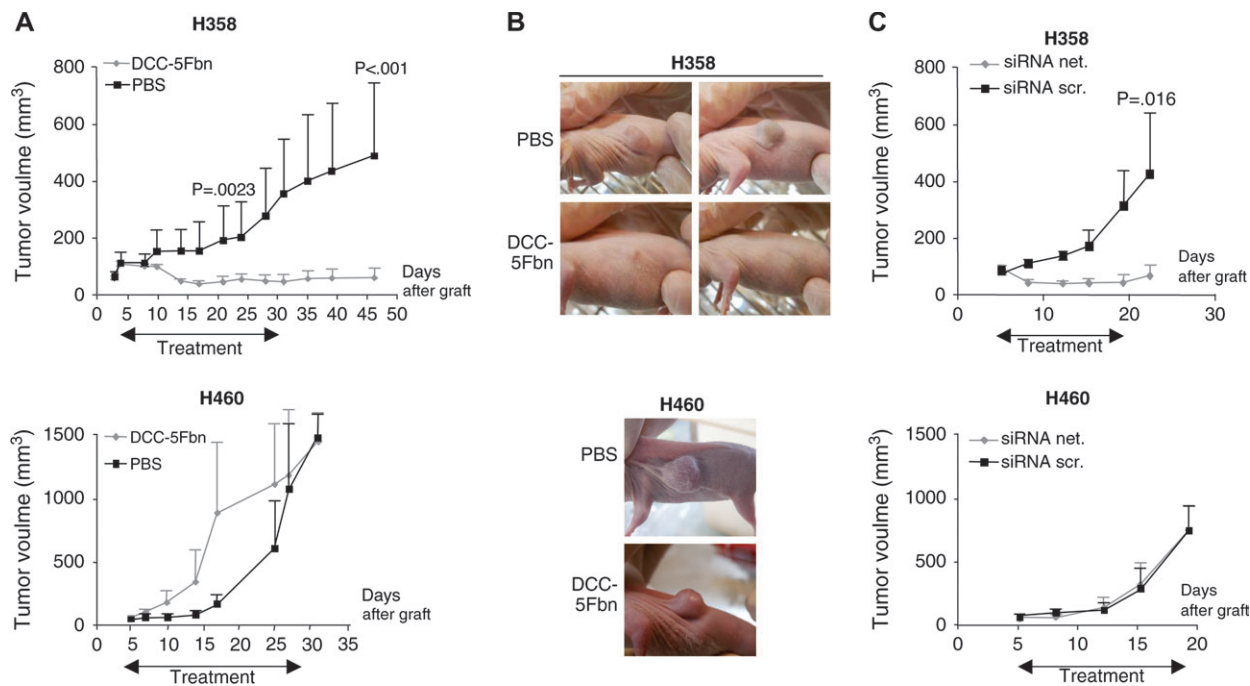 A
H358
DCC-5Fbn
PBS
Tumor voulme (mm³)
800
600
400
200
0
P=.0023
P<.001
Days
after graft
0 5 10 15 20 25 30 35 40 45 50
Treatment
H460
DCC-5Fbn
PBS
Tumor voulme (mm³)
1500
1000
500
0
Days
after graft
0 5 10 15 20 25 30 35
Treatment
B
H358
PBS
DCC-
5Fbn
H460
PBS
DCC-
5Fbn
C
H358
siRNA net.
siRNA scr.
P=.016
Tumor voulme (mm³)
800
600
400
200
0
Days
after graft
0 10 20 30
Treatment
H460
siRNA net.
siRNA scr.
Tumor voulme (mm³)
1500
1000
500
0
Days
after graft
0 5 10 15 20
Treatment